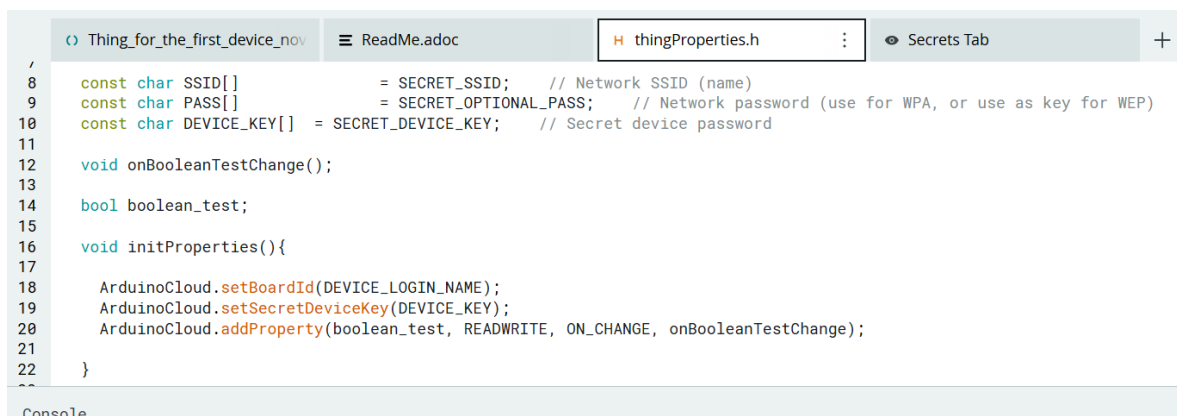 <> Thing_for_the_first_device_nov
ReadMe.adoc
H thingProperties.h
Secrets Tab
8 const char SSID[] = SECRET_SSID; // Network SSID (name)
9 const char PASS[] = SECRET_OPTIONAL_PASS; // Network password (use for WPA, or use as key for WEP)
10 const char DEVICE_KEY[] = SECRET_DEVICE_KEY; // Secret device password
11
12 void onBooleanTestChange();
13
14 bool boolean_test;
15
16 void initProperties(){
17
18 ArduinoCloud.setBoardId(DEVICE_LOGIN_NAME);
19 ArduinoCloud.setSecretDeviceKey(DEVICE_KEY);
20 ArduinoCloud.addProperty(boolean_test, READWRITE, ON_CHANGE, onBooleanTestChange);
21
22 }
Console